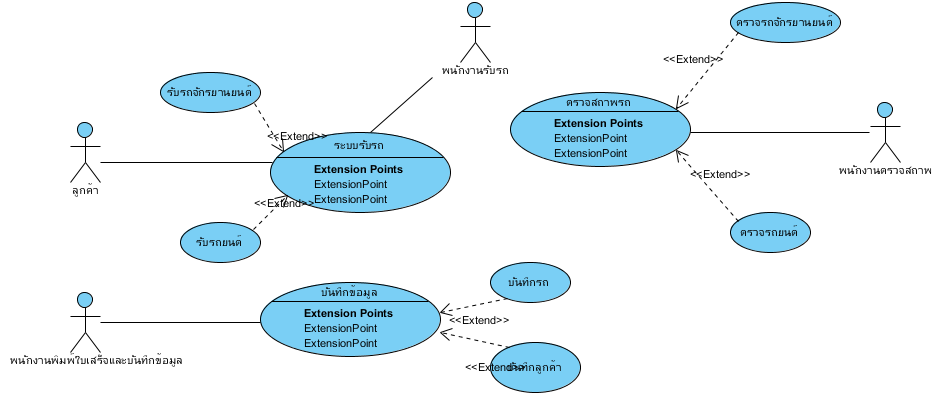 ตรวจรถจักรยานยนต์
<<Extend>>
พนักงานรับรถ
รับรถจักรยานยนต์
ตรวจสภาพรถ
Extension Points
ExtensionPoint
ExtensionPoint
<<Extend>>
ระบบรับรถ
Extension Points
ExtensionPoint
ExtensionPoint
ลูกค้า
พนักงานตรวจสภาพ
<<Extend>>
<<Extend>>
รับรถยนต์
ตรวจรถยนต์
บันทึกข้อมูล
Extension Points
ExtensionPoint
ExtensionPoint
บันทึกรถ
<<Extend>>
พนักงานพิมพ์ใบเสร็จและบันทึกข้อมูล
<<Extend>>
บันทึกลูกค้า